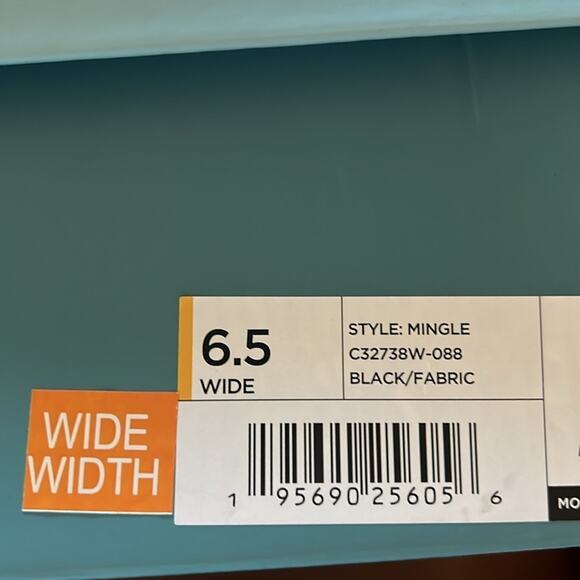 6.5
WIDE
STYLE: MINGLE
C32738W-088
BLACK/FABRIC
WIDE
WIDTH
1 95690 25605 6
MO